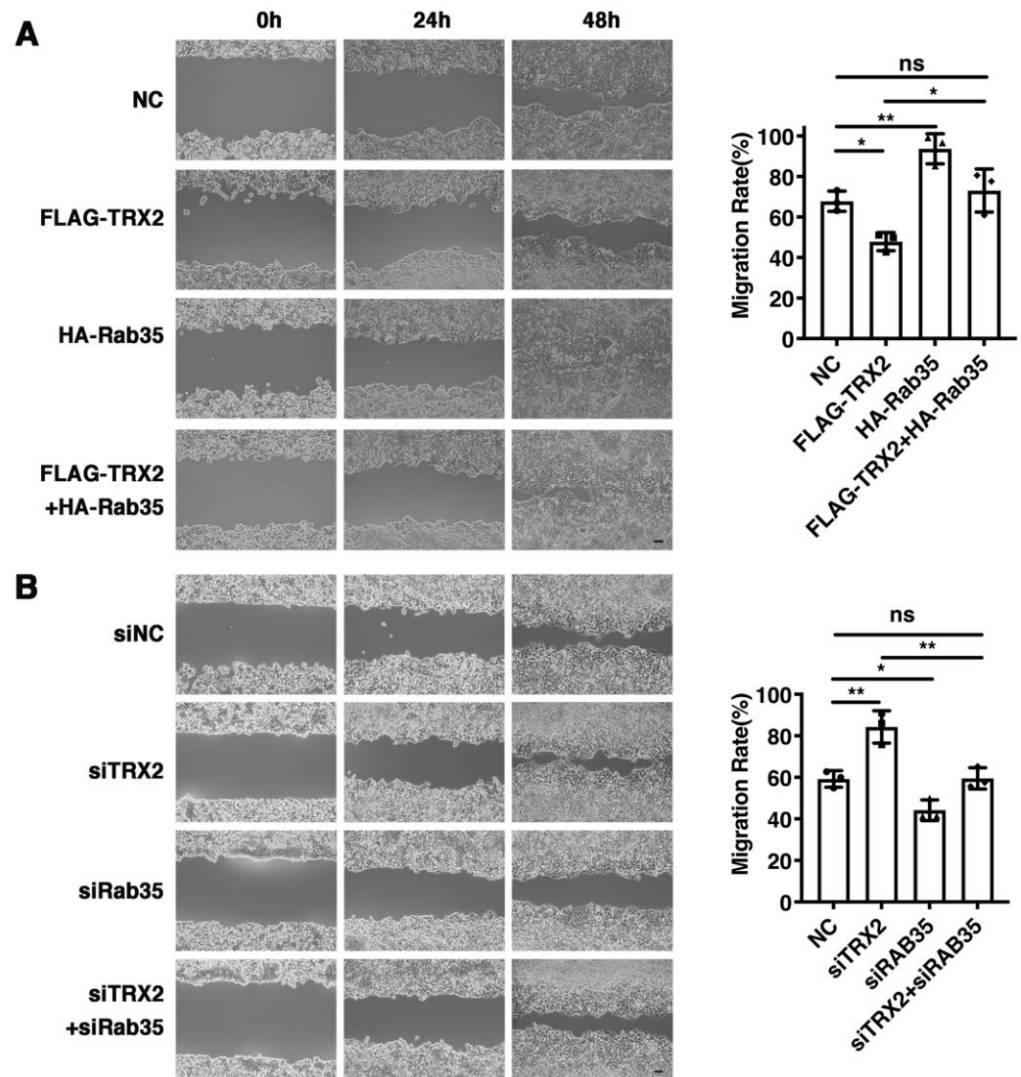 A
0h 24h 48h
NC
FLAG-TRX2
HA-Rab35
FLAG-TRX2
+HA-Rab35
ns
*
**
*
Migration Rate(%)
100
80
60
40
20
0
NC
FLAG-TRX2
HA-Rab35
FLAG-TRX2+HA-Rab35
B
siNC
siTRX2
siRab35
siTRX2
+siRab35
ns
**
*
**
Migration Rate(%)
100
80
60
40
20
0
NC
siTRX2
siRAB35
siTRX2+siRAB35